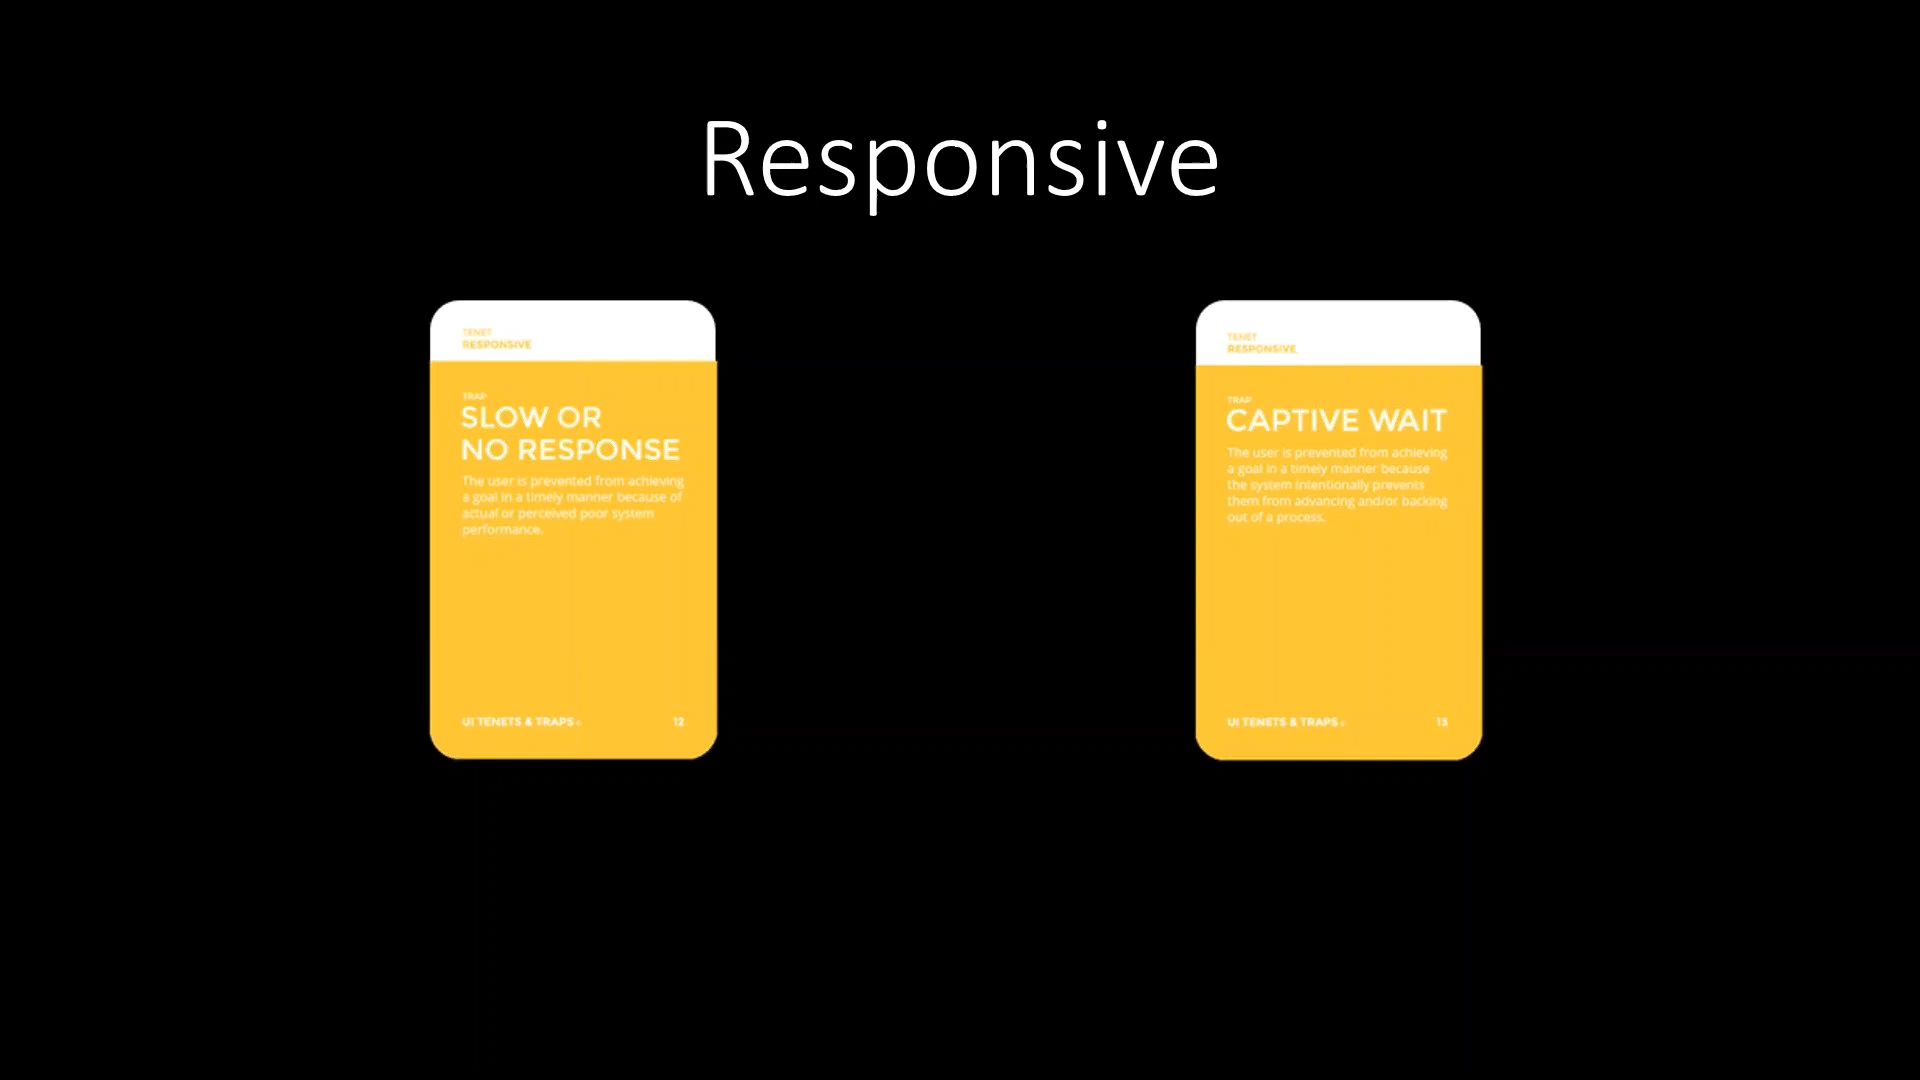 Responsive
TENET
RESPONSIVE
TRAP
SLOW OR
NO RESPONSE
The user is prevented from achieving
a goal in a timely manner because of
actual or perceived poor system
performance.
UI TENETS & TRAPS
12
TENET
RESPONSIVE
TRAP
CAPTIVE WAIT
The user is prevented from achieving
a goal in a timely manner because
the system intentionally prevents
them from advancing and/or backing
out of a process.
UI TENETS & TRAPS
13